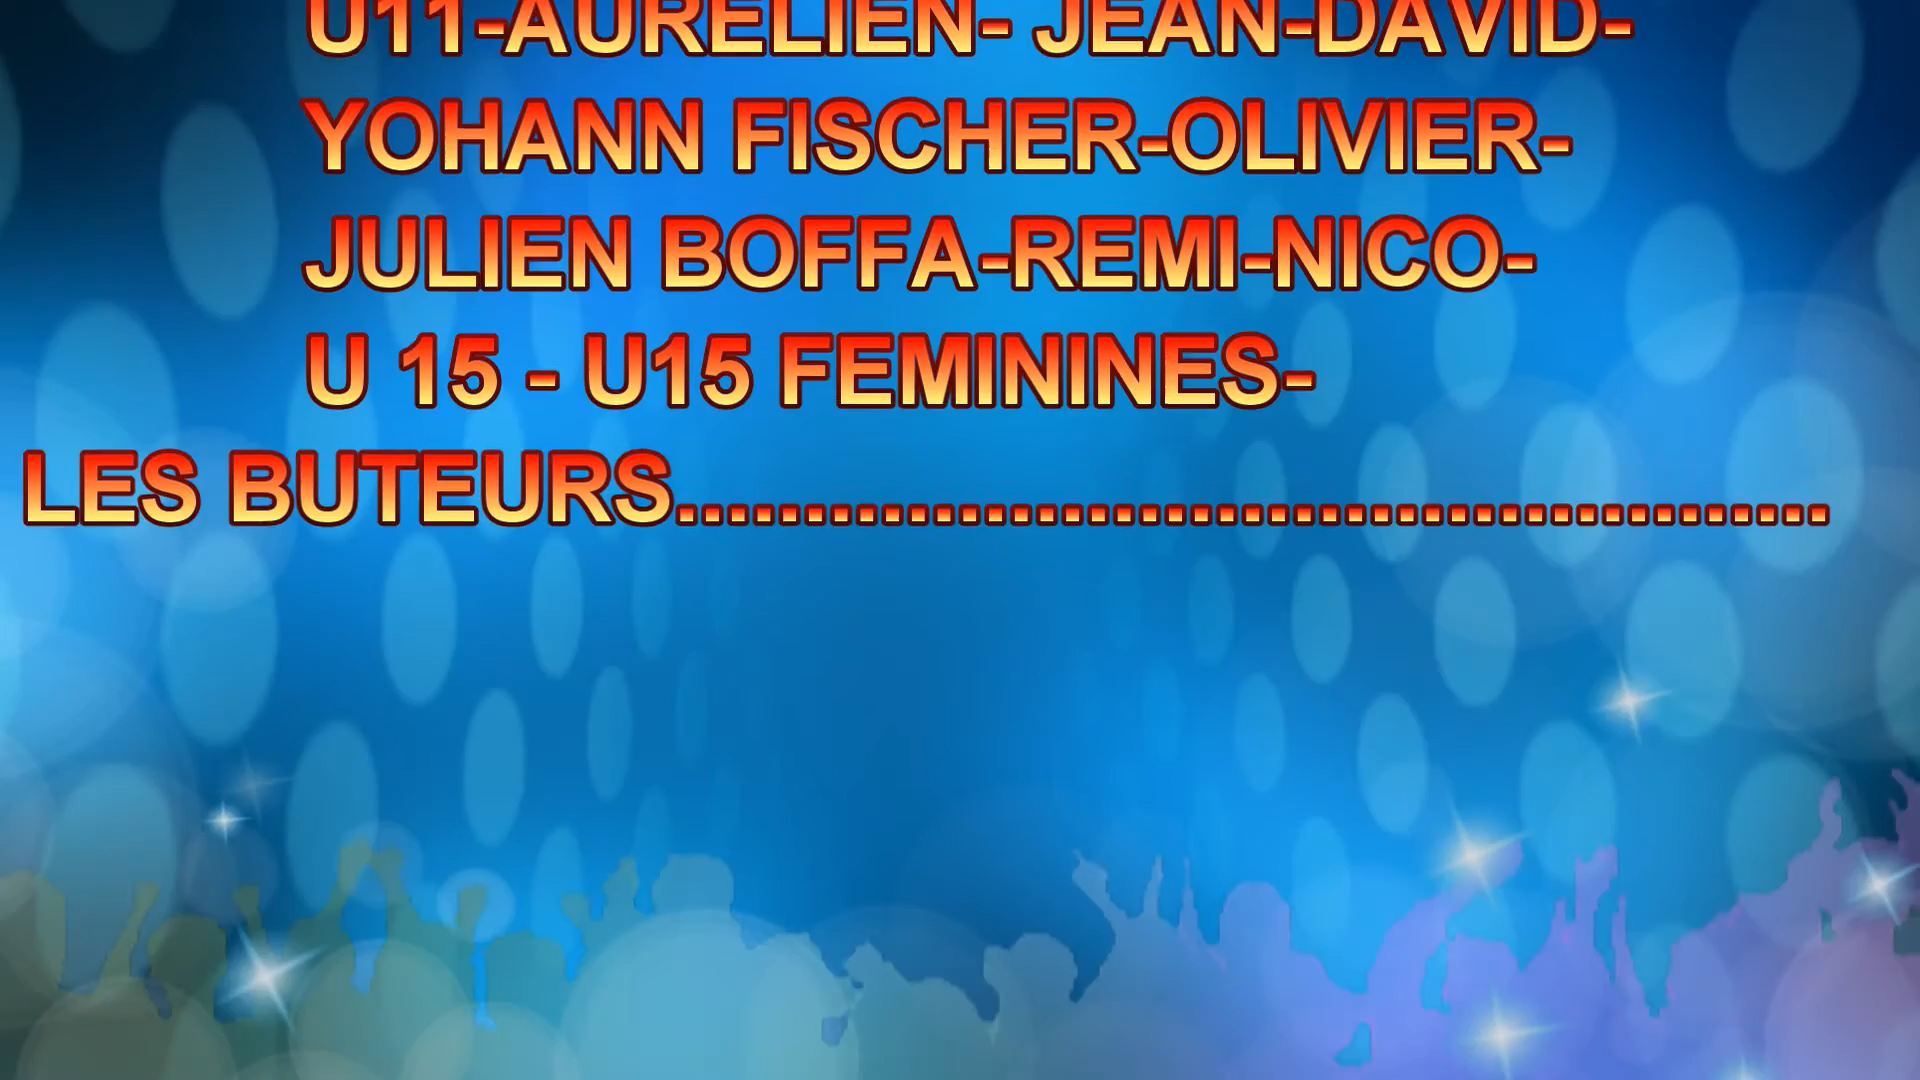 U11-AURELIEN- JEAN-DAVID-
YOHANN FISCHER-OLIVIER-
JULIEN BOFFA-REMI-NICO-
U 15 - U15 FEMININES-
LES BUTEURS.............................................